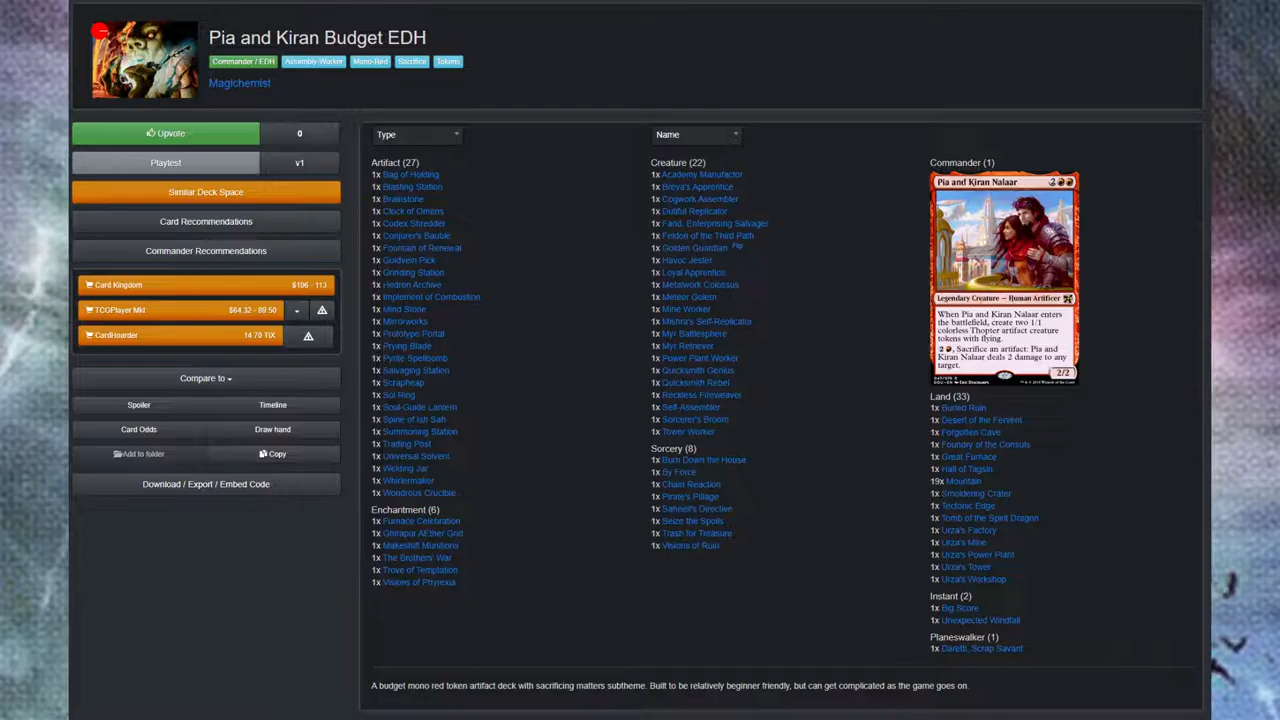 Pia and Kiran Budget EDH
Commander / EDH Assembly-Worker Mono-Red Sacrifice Tokens
Magichemist
Upvote 0
Playtest v1
Similar Deck Space
Card Recommendations
Commander Recommendations
Card Kingdom $106 - 113
TCGPlayer Mkt $64.32 - 89.50
CardHoarder 14.70 TIX
Compare to
Spoiler Timeline
Card Odds Draw hand
Add to folder Copy
Download / Export / Embed Code
Type
Artifact (27)
1x Bag of Holding
1x Blasting Station
1x Brainstone
1x Clock of Omens
1x Codex Shredder
1x Conjurer's Bauble
1x Fountain of Renewal
1x Goldvein Pick
1x Grinding Station
1x Hedron Archive
1x Implement of Combustion
1x Mind Stone
1x Mirrorworks
1x Prototype Portal
1x Prying Blade
1x Pyrite Spellbomb
1x Salvaging Station
1x Scrapheap
1x Sol Ring
1x Soul-Guide Lantern
1x Spine of Ish Sah
1x Summoning Station
1x Trading Post
1x Universal Solvent
1x Welding Jar
1x Whirlermaker
1x Wondrous Crucible
Enchantment (6)
1x Furnace Celebration
1x Ghirapur AEther Grid
1x Makeshift Munitions
1x The Brothers' War
1x Trove of Temptation
1x Visions of Phyrexia
Name
Creature (22)
1x Academy Manufactor
1x Breya's Apprentice
1x Cogwork Assembler
1x Dutiful Replicator
1x Farid, Enterprising Salvager
1x Feldon of the Third Path
1x Golden Guardian Flip
1x Havoc Jester
1x Loyal Apprentice
1x Metalwork Colossus
1x Meteor Golem
1x Mine Worker
1x Mishra's Self-Replicator
1x Myr Battlesphere
1x Myr Retriever
1x Power Plant Worker
1x Quicksmith Genius
1x Quicksmith Rebel
1x Reckless Fireweaver
1x Self-Assembler
1x Sorcerer's Broom
1x Tower Worker
Sorcery (8)
1x Burn Down the House
1x By Force
1x Chain Reaction
1x Pirate's Pillage
1x Saheeli's Directive
1x Seize the Spoils
1x Trash for Treasure
1x Visions of Ruin
Commander (1)
Pia and Kiran Nalaar 2
Legendary Creature — Human Artificer
When Pia and Kiran Nalaar enters
the battlefield, create two 1/1
colorless Thopter artifact creature
tokens with flying.
2, Sacrifice an artifact: Pia and
Kiran Nalaar deals 2 damage to any
target.
2/2
Land (33)
1x Buried Ruin
1x Desert of the Fervent
1x Forgotten Cave
1x Foundry of the Consuls
1x Great Furnace
1x Hall of Tagsin
19x Mountain
1x Smoldering Crater
1x Tectonic Edge
1x Tomb of the Spirit Dragon
1x Urza's Factory
1x Urza's Mine
1x Urza's Power Plant
1x Urza's Tower
1x Urza's Workshop
Instant (2)
1x Big Score
1x Unexpected Windfall
Planeswalker (1)
1x Daretti, Scrap Savant
A budget mono red token artifact deck with sacrificing matters subtheme. Built to be relatively beginner friendly, but can get complicated as the game goes on.